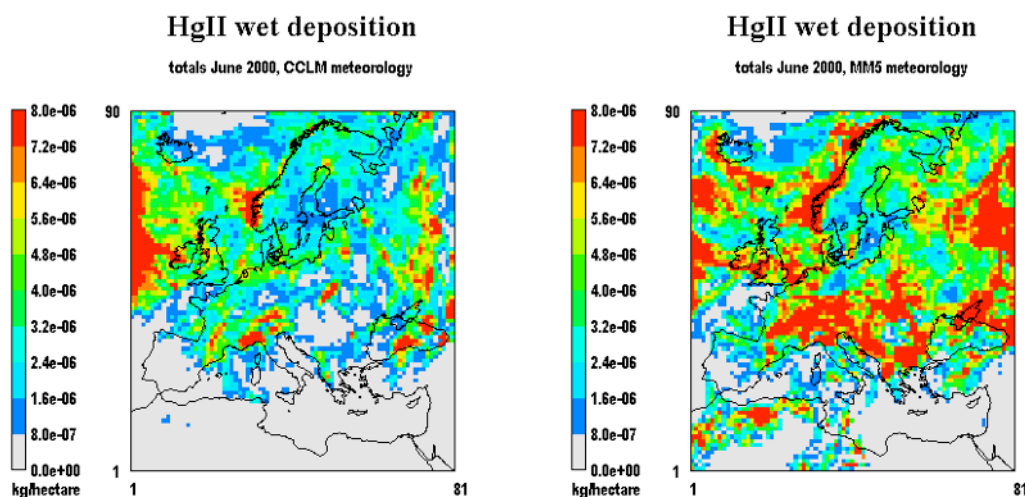 HgII wet deposition
totals June 2000, CCLM meteorology
8.0e-06
7.2e-06
6.4e-06
5.6e-06
4.8e-06
4.0e-06
3.2e-06
2.4e-06
1.6e-06
8.0e-07
0.0e+00
kg/hectare
90
1
1
81
HgII wet deposition
totals June 2000, MM5 meteorology
8.0e-06
7.2e-06
6.4e-06
5.6e-06
4.8e-06
4.0e-06
3.2e-06
2.4e-06
1.6e-06
8.0e-07
0.0e+00
kg/hectare
90
1
1
81